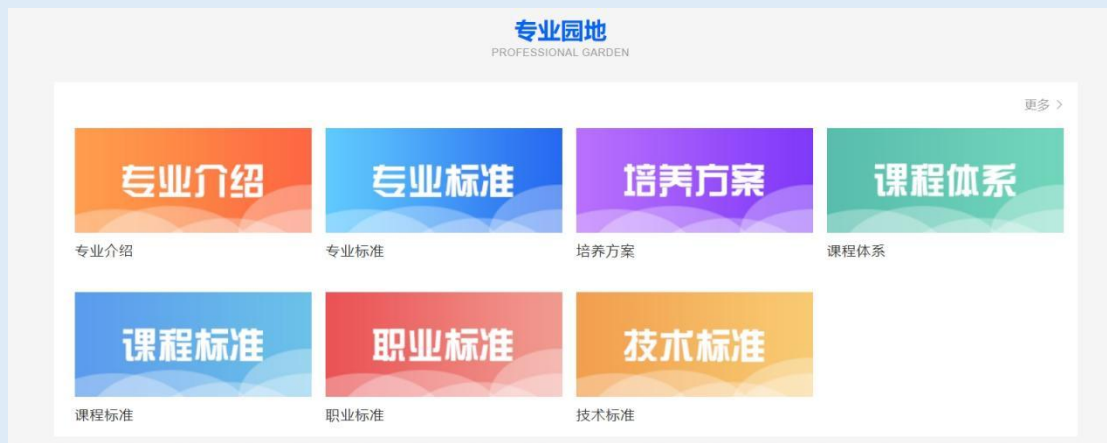 专业园地
PROFESSIONAL GARDEN
更多 >
专业介绍
专业标准
培养方案
课程体系
专业介绍
专业标准
培养方案
课程体系
课程标准
职业标准
技术标准
课程标准
职业标准
技术标准